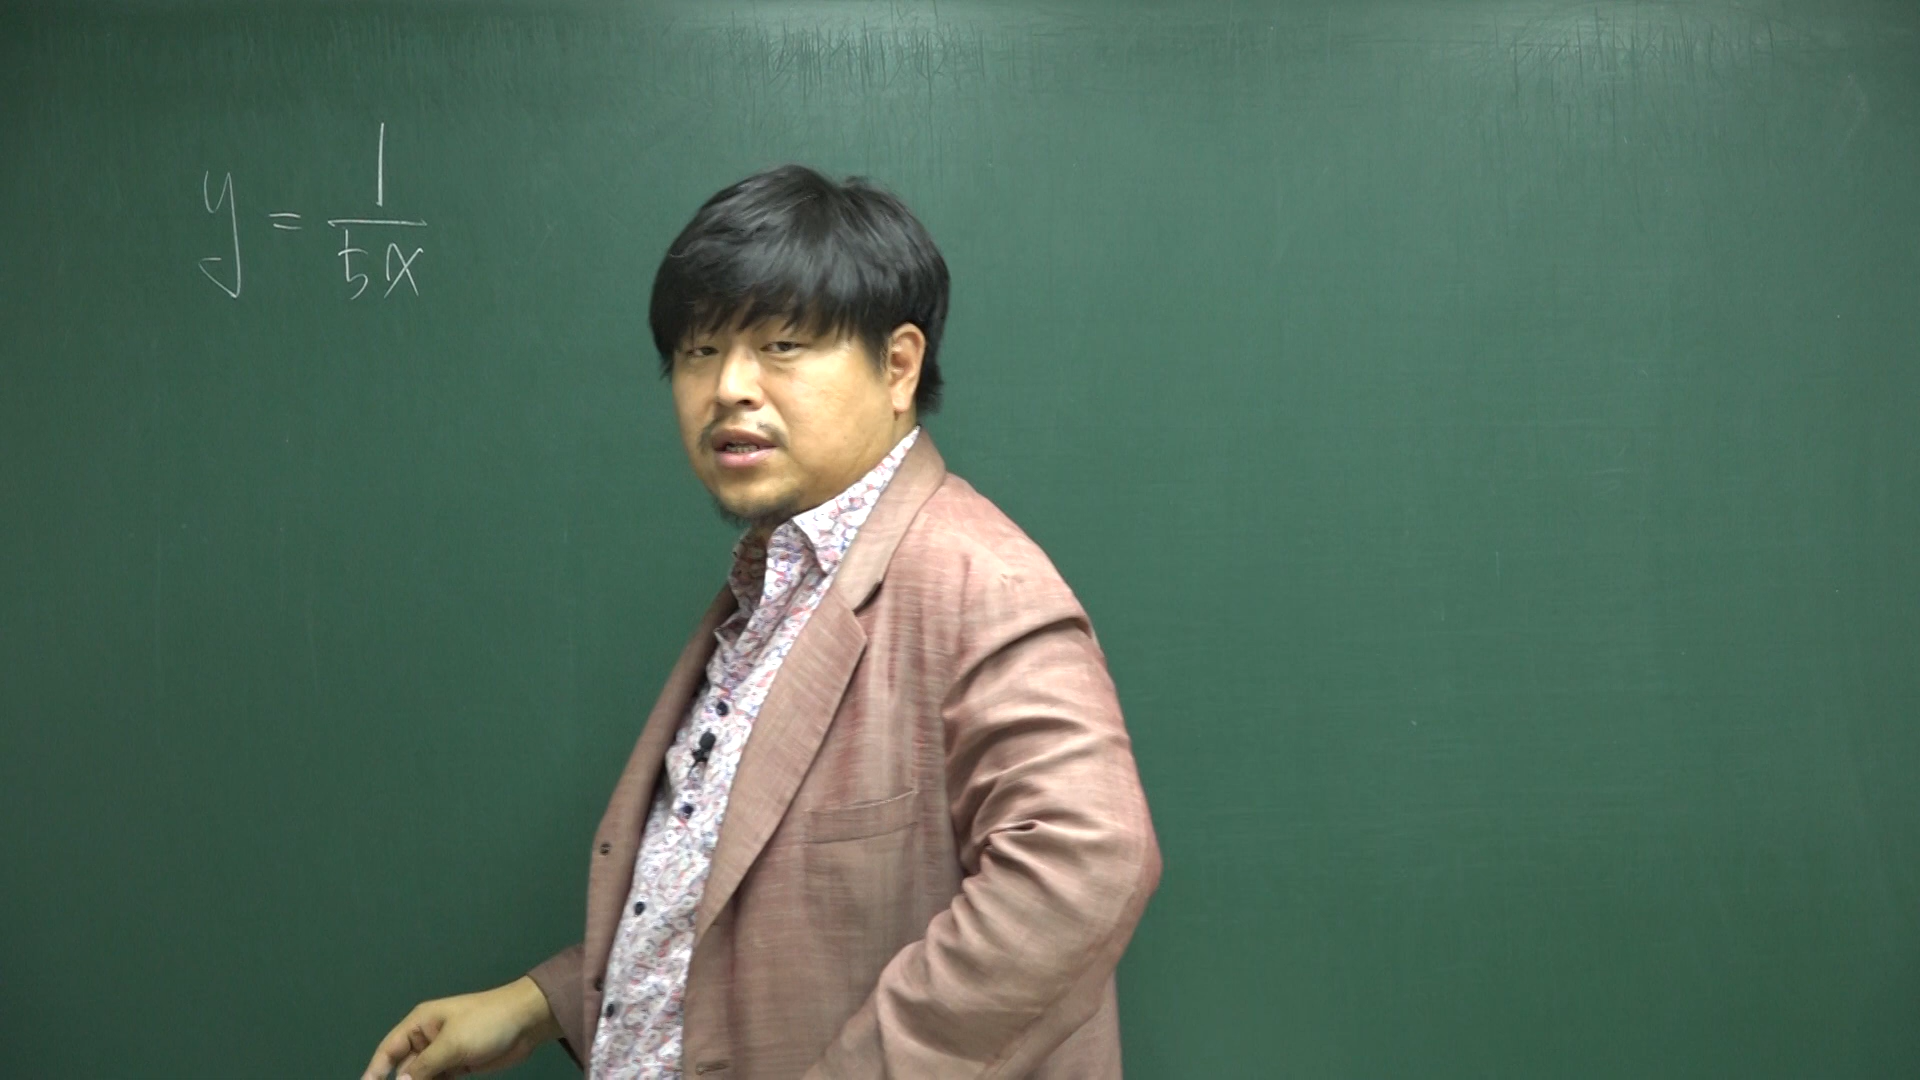 y = 1/5x